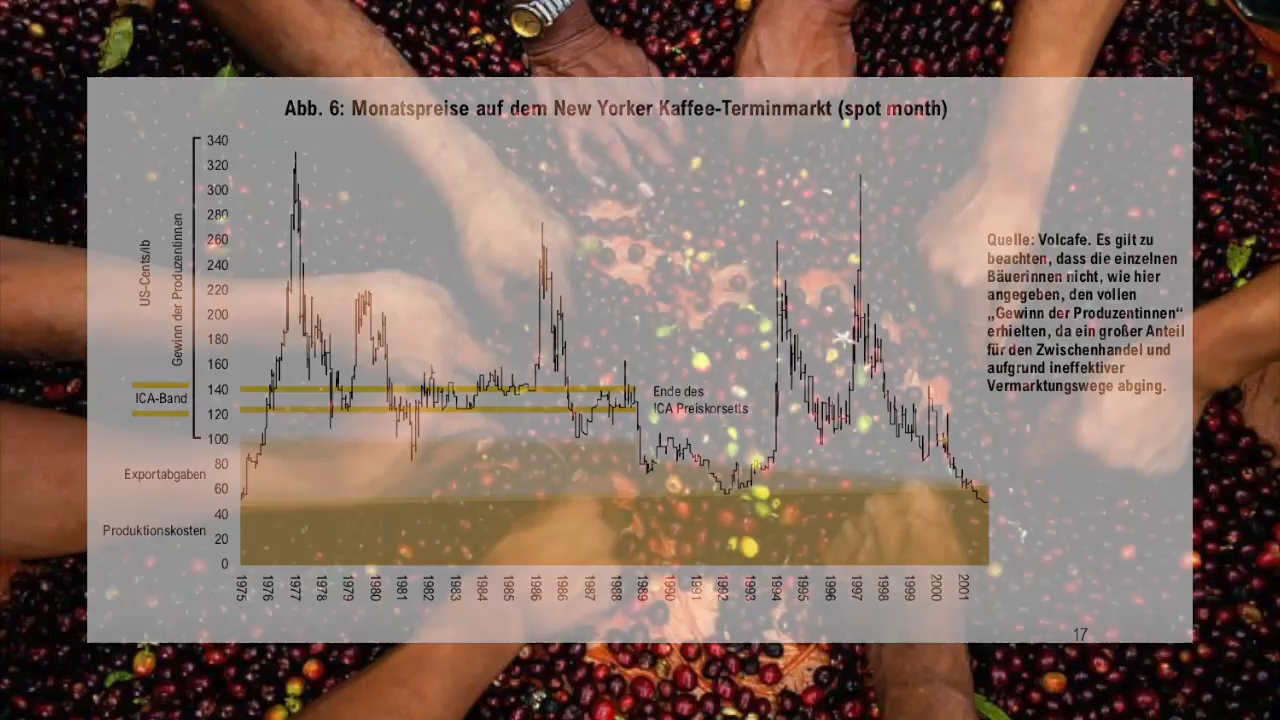 Abb. 6: Monatspreise auf dem New Yorker Kaffee-Terminmarkt (spot month)
US-Cents/lb
Gewinn der Produzentinnen
340
320
300
280
260
240
220
200
180
160
140
120
100
80
60
40
20
0
ICA-Band
Exportabgaben
Produktionskosten
Ende des
ICA Preiskorsetts
Quelle: Volcafe. Es gilt zu
beachten, dass die einzelnen
Bäuerinnen nicht, wie hier
angegeben, den vollen
„Gewinn der Produzentinnen“
erhielten, da ein großer Anteil
für den Zwischenhandel und
aufgrund ineffektiver
Vermarktungswege abging.
1975
1976
1977
1978
1979
1980
1981
1982
1983
1984
1985
1986
1986
1987
1988
1989
1990
1991
1992
1993
1994
1995
1996
1997
1998
1999
2000
2001
17